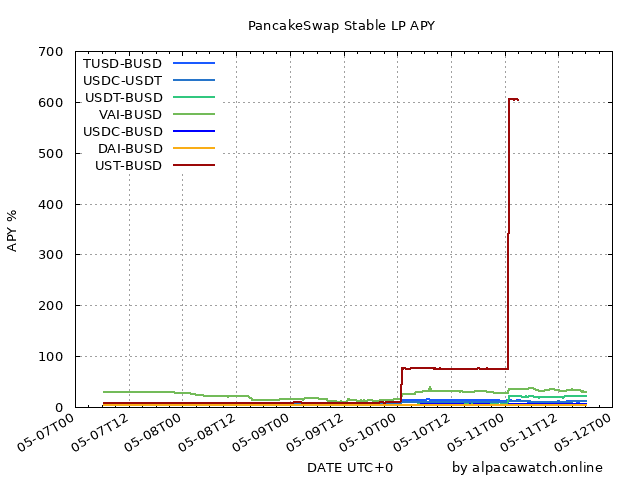 PancakeSwap Stable LP APY
700
600
500
400
300
200
100
0
APY %
TUSD-BUSD
USDC-USDT
USDT-BUSD
VAI-BUSD
USDC-BUSD
DAI-BUSD
UST-BUSD
05-07T00
05-07T12
05-08T00
05-08T12
05-09T00
05-09T12
05-10T00
05-10T12
05-11T00
05-11T12
05-12T00
DATE UTC+0
by alpacawatch.online